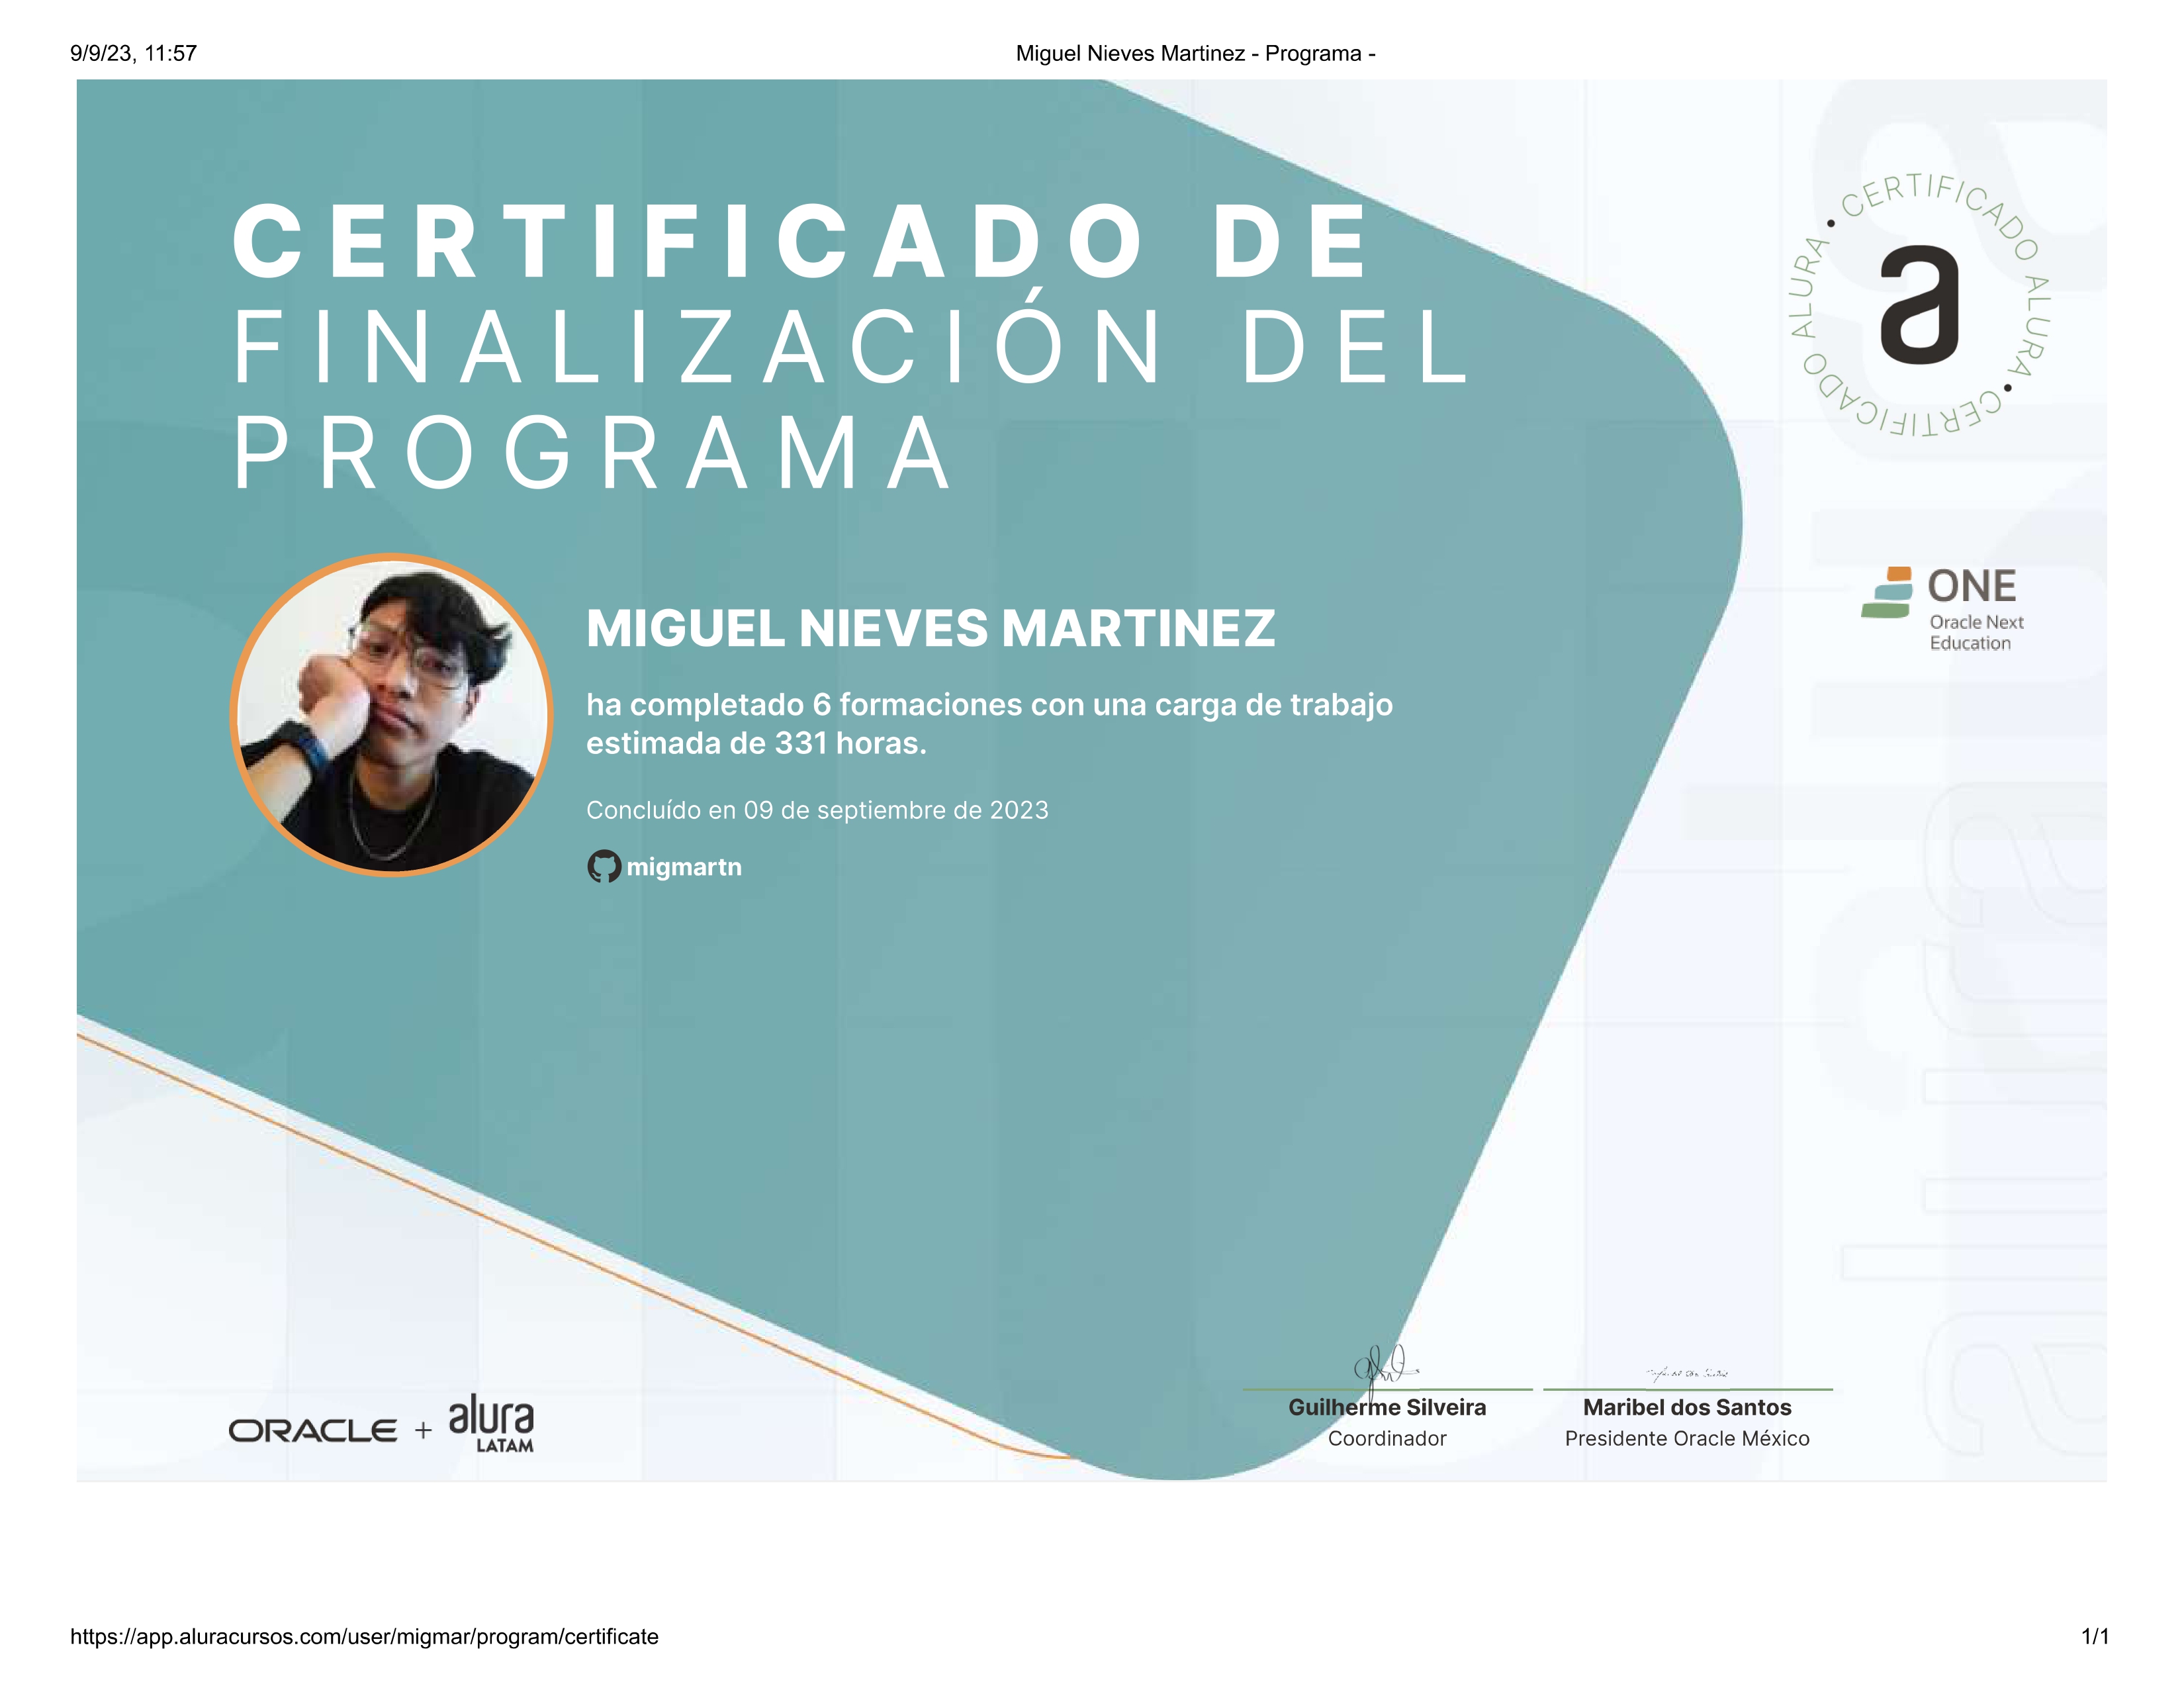 9/9/23, 11:57
Miguel Nieves Martinez - Programa -
CERTIFICADO DE
FINALIZACIÓN DEL
PROGRAMA
• CERTIFICADO ALURA • CERTIFICADO ALURA
a
ONE
Oracle Next
Education
MIGUEL NIEVES MARTINEZ
ha completado 6 formaciones con una carga de trabajo
estimada de 331 horas.
Concluído en 09 de septiembre de 2023
migmartn
ORACLE + alura
LATAM
Guilherme Silveira
Coordinador
Maribel dos Santos
Presidente Oracle México
alura
https://app.aluracursos.com/user/migmar/program/certificate
1/1